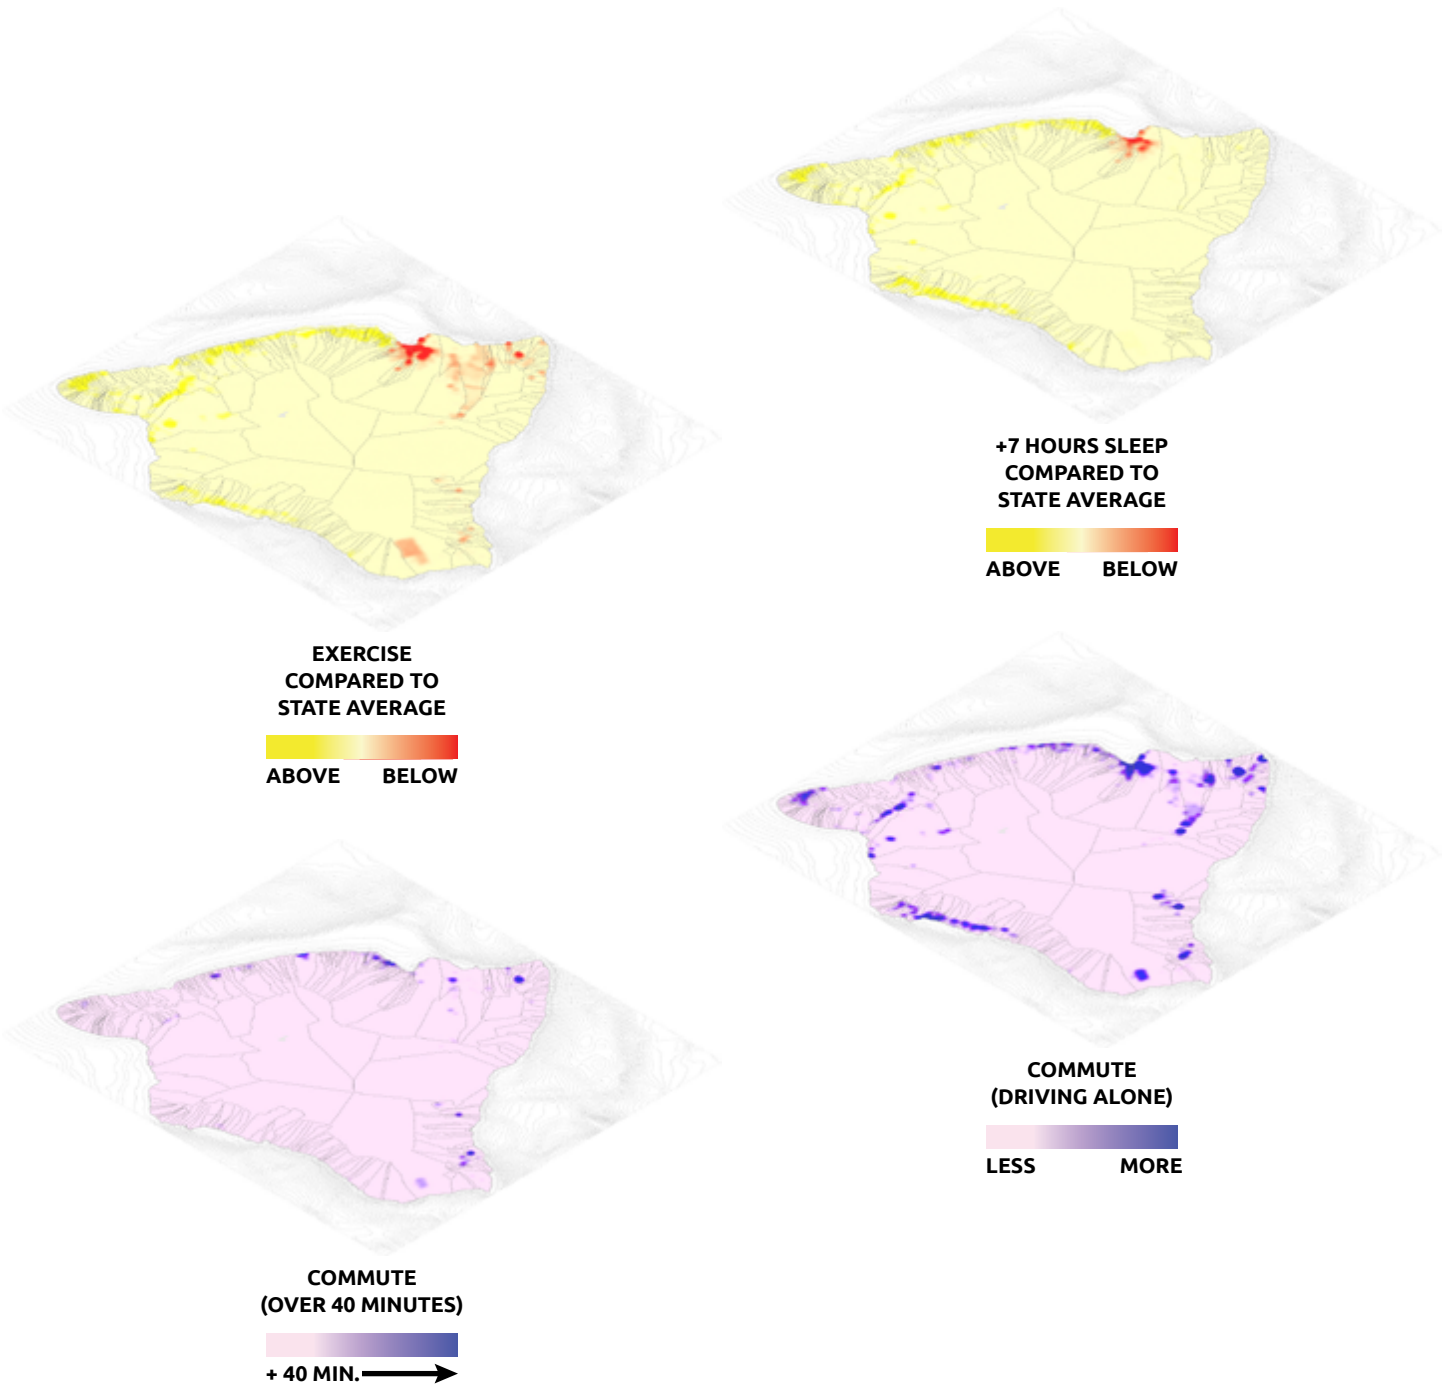 +7 HOURS SLEEP
COMPARED TO
STATE AVERAGE
ABOVE BELOW
EXERCISE
COMPARED TO
STATE AVERAGE
ABOVE BELOW
COMMUTE
(DRIVING ALONE)
LESS MORE
COMMUTE
(OVER 40 MINUTES)
+ 40 MIN.